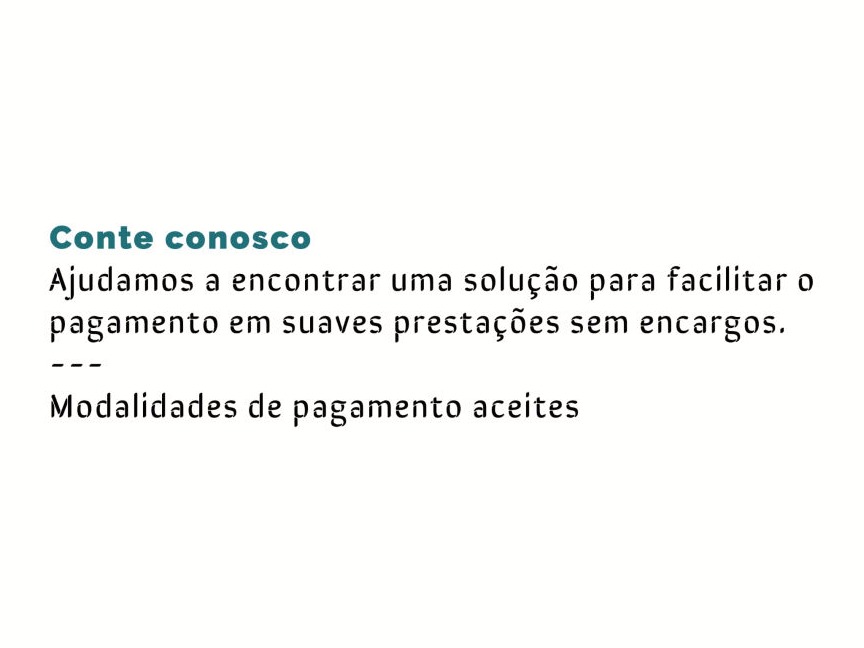 Conte conosco
Ajudamos a encontrar uma solução para facilitar o
pagamento em suaves prestações sem encargos.
---
Modalidades de pagamento aceites